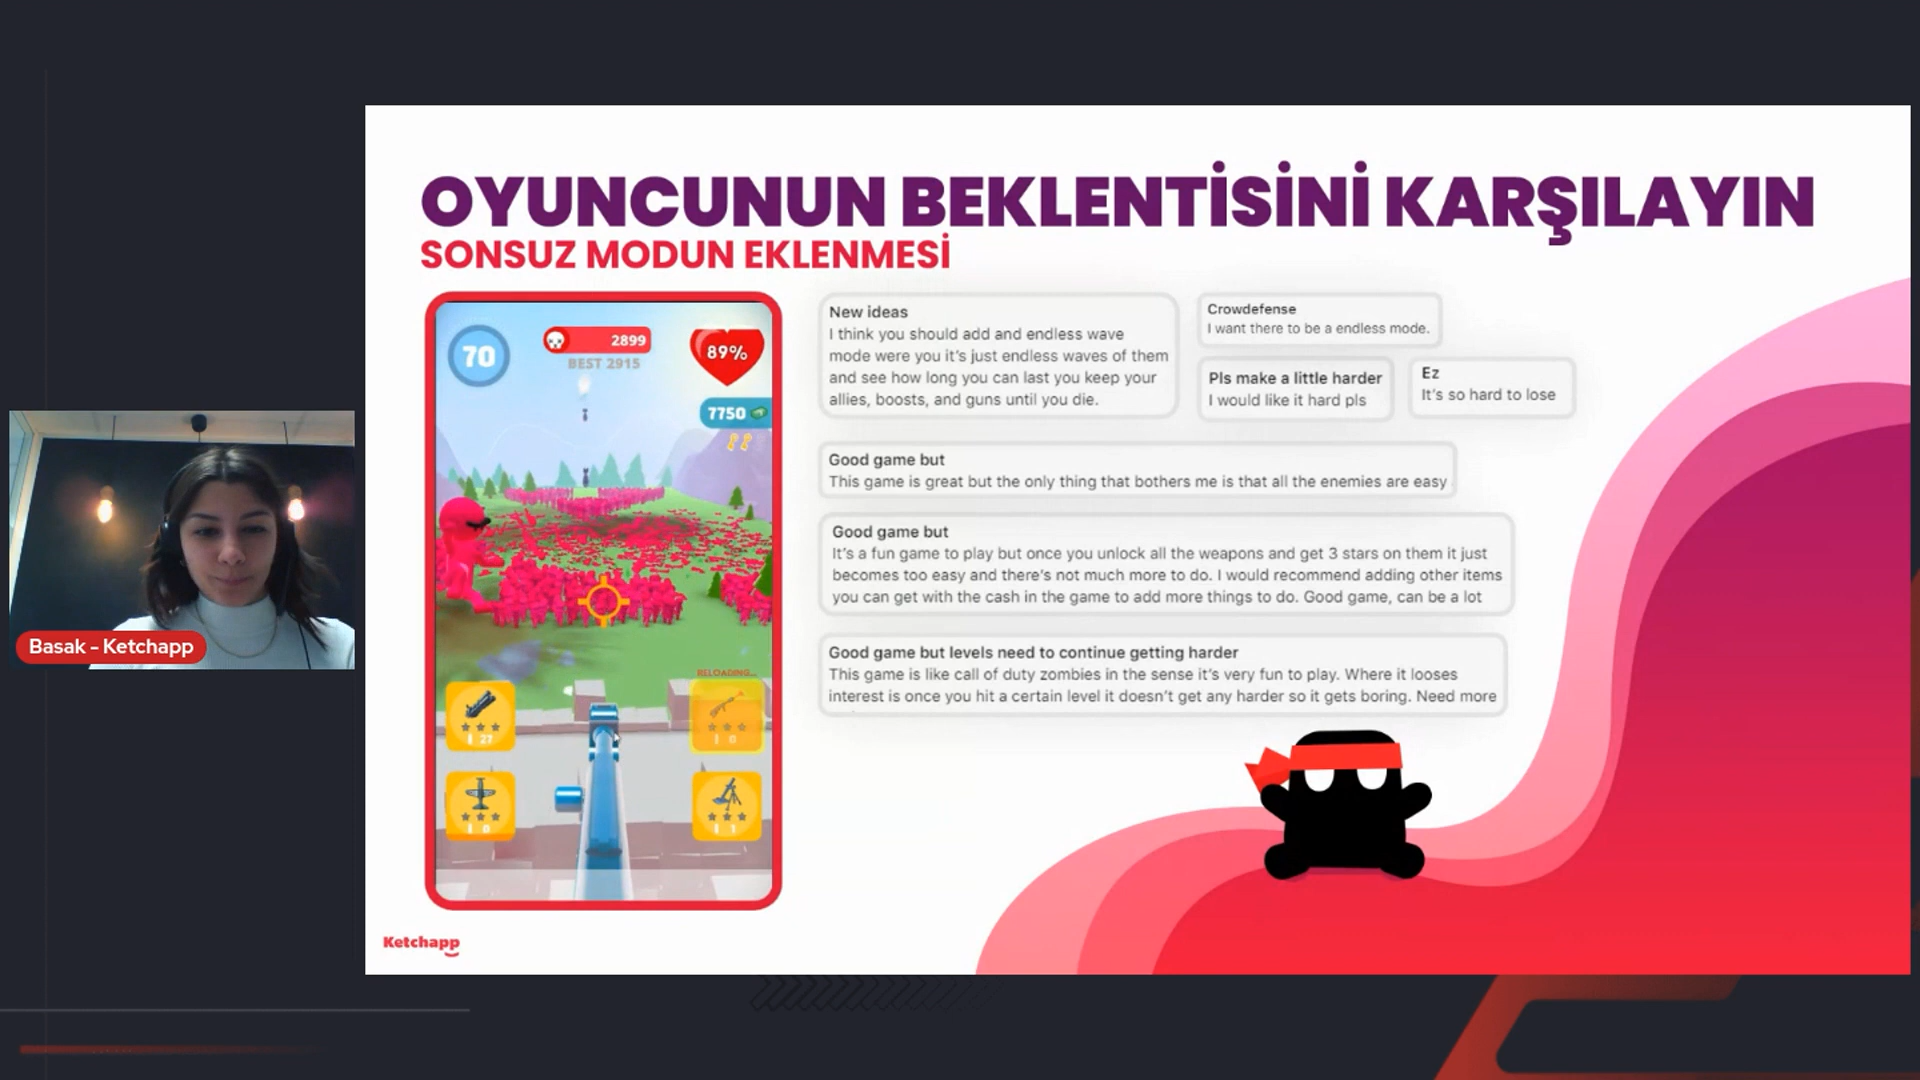 OYUNCUNUN BEKLENTİSİNİ KARŞILAYIN
SONSUZ MODUN EKLENMESİ
70
2899
BEST 2915
89%
7750
RELOADING...
27
0
0
1
New ideas
I think you should add and endless wave
mode were you it's just endless waves of them
and see how long you can last you keep your
allies, boosts, and guns until you die.
Crowdefense
I want there to be a endless mode.
Pls make a little harder
I would like it hard pls
Ez
It's so hard to lose
Good game but
This game is great but the only thing that bothers me is that all the enemies are easy
Good game but
It's a fun game to play but once you unlock all the weapons and get 3 stars on them it just
becomes too easy and there's not much more to do. I would recommend adding other items
you can get with the cash in the game to add more things to do. Good game, can be a lot
Good game but levels need to continue getting harder
This game is like call of duty zombies in the sense it's very fun to play. Where it looses
interest is once you hit a certain level it doesn't get any harder so it gets boring. Need more
Basak - Ketchapp
Ketchapp